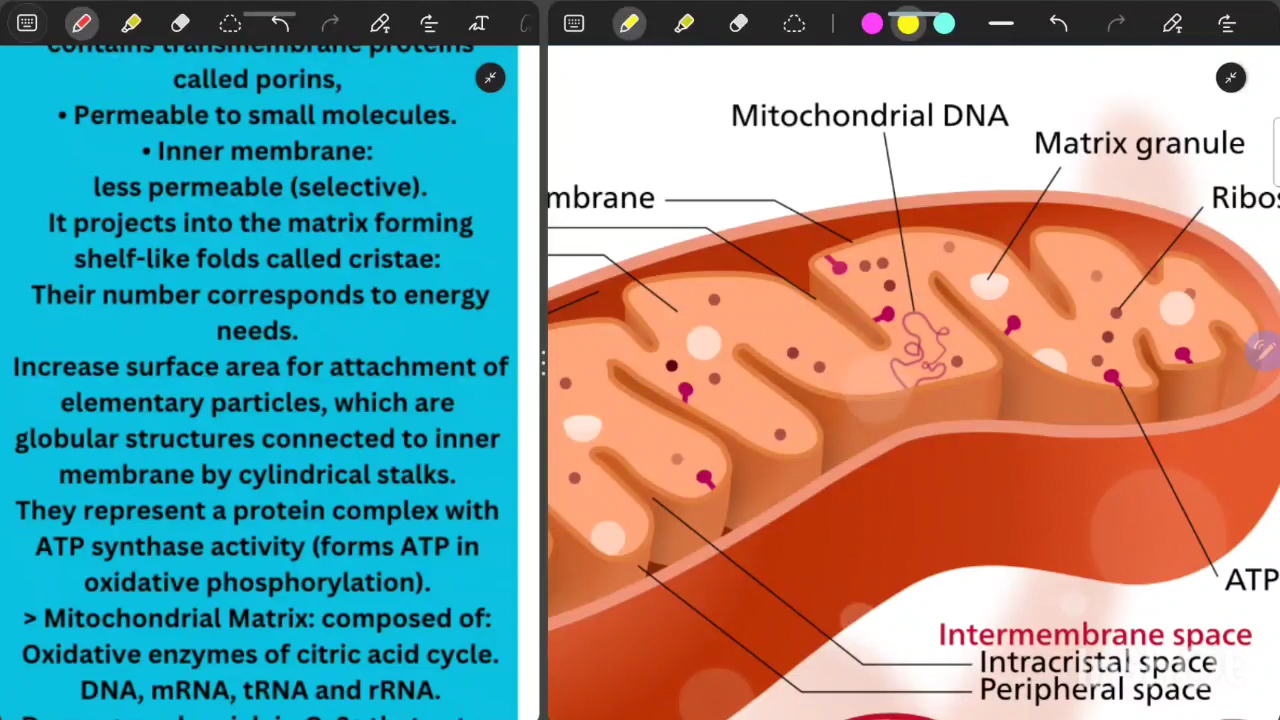 contains transmembrane proteins
called porins,
• Permeable to small molecules.
• Inner membrane:
less permeable (selective).
It projects into the matrix forming
shelf-like folds called cristae:
Their number corresponds to energy
needs.
Increase surface area for attachment of
elementary particles, which are
globular structures connected to inner
membrane by cylindrical stalks.
They represent a protein complex with
ATP synthase activity (forms ATP in
oxidative phosphorylation).
> Mitochondrial Matrix: composed of:
Oxidative enzymes of citric acid cycle.
DNA, mRNA, tRNA and rRNA.
Mitochondrial DNA
Matrix granule
mbrane
Ribos
ATP
Intermembrane space
Intracristal space
Peripheral space